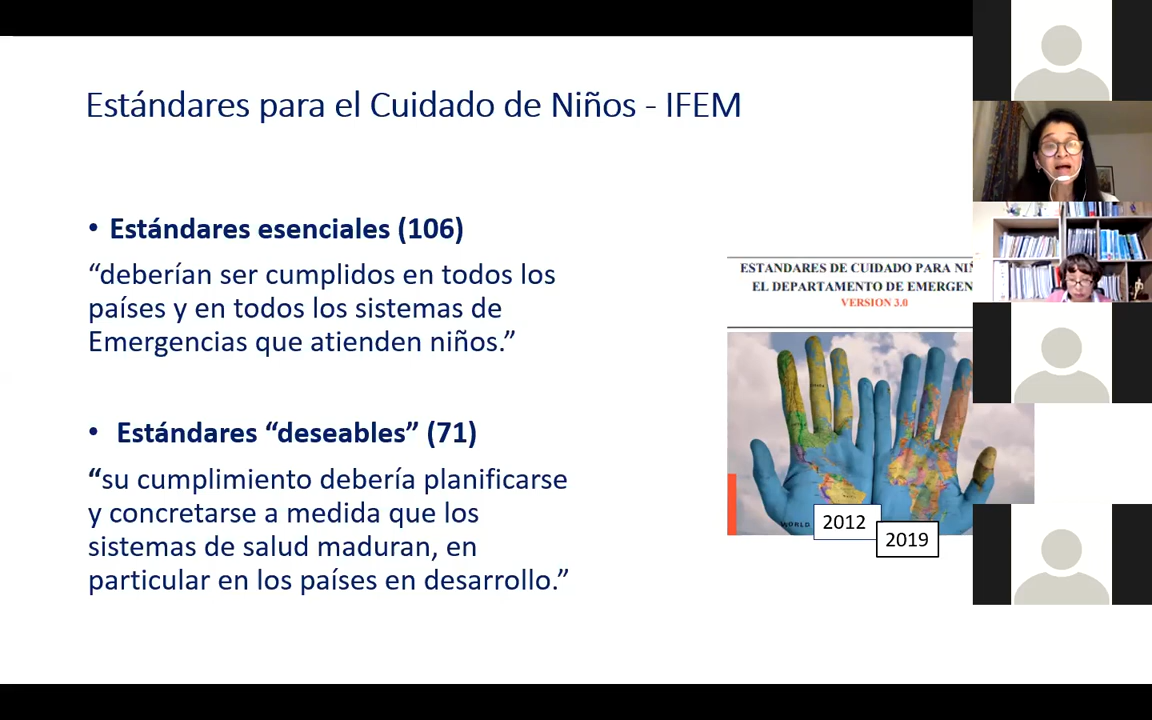 Estándares para el Cuidado de Niños - IFEM
• Estándares esenciales (106)
“deberían ser cumplidos en todos los
países y en todos los sistemas de
Emergencias que atienden niños.”
• Estándares “deseables” (71)
“su cumplimiento debería planificarse
y concretarse a medida que los
sistemas de salud maduran, en
particular en los países en desarrollo.”
ESTANDARES DE CUIDADO PARA
EL DEPARTAMENTO DE
VERSION 3.0
WORLD
2012
2019